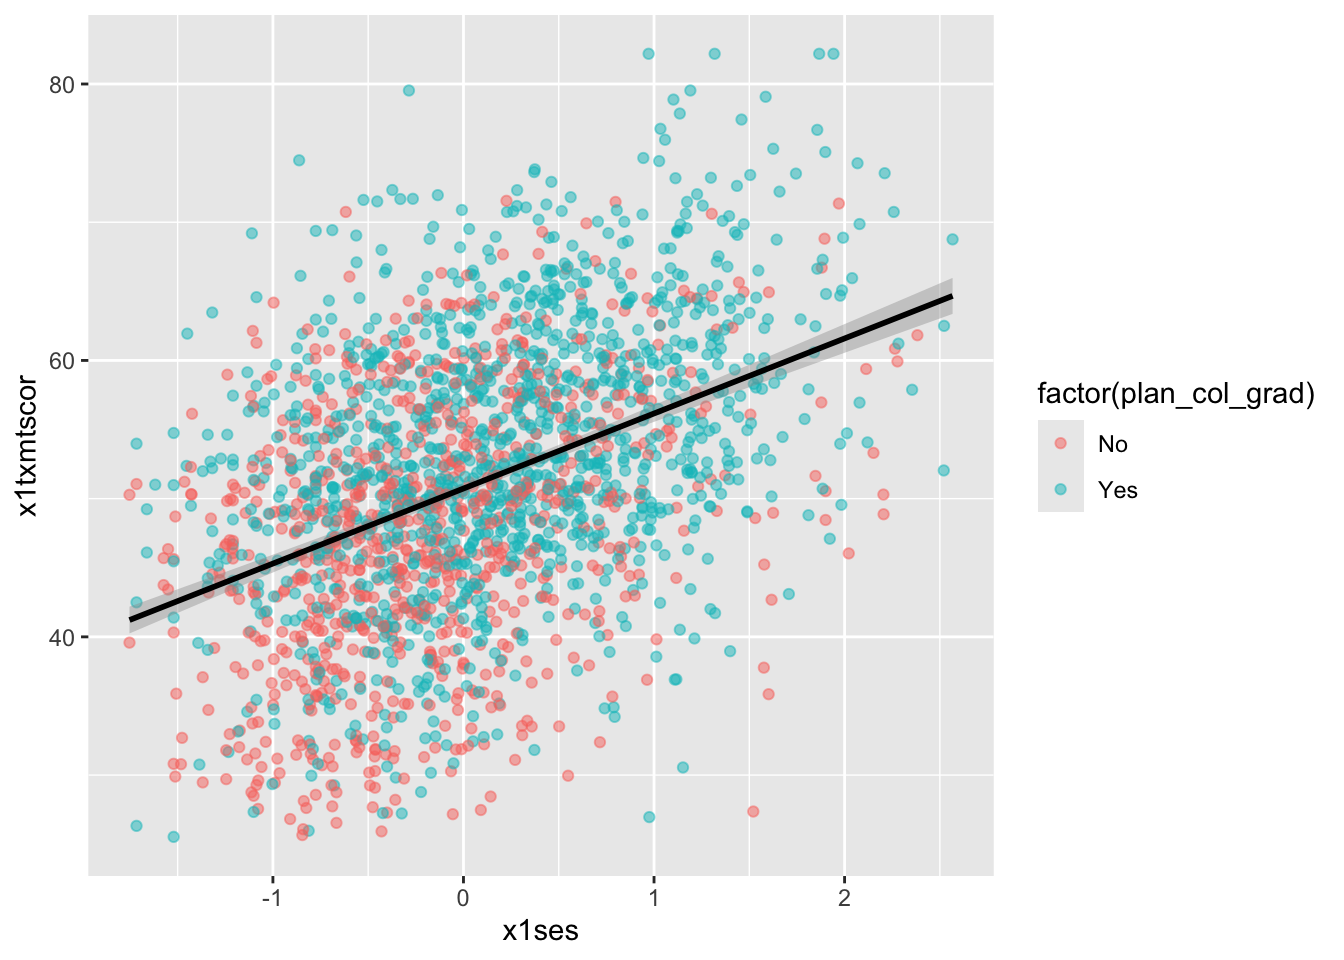 80
60
40
x1txmtscor
-1
0
1
2
x1ses
factor(plan_col_grad)
No
Yes